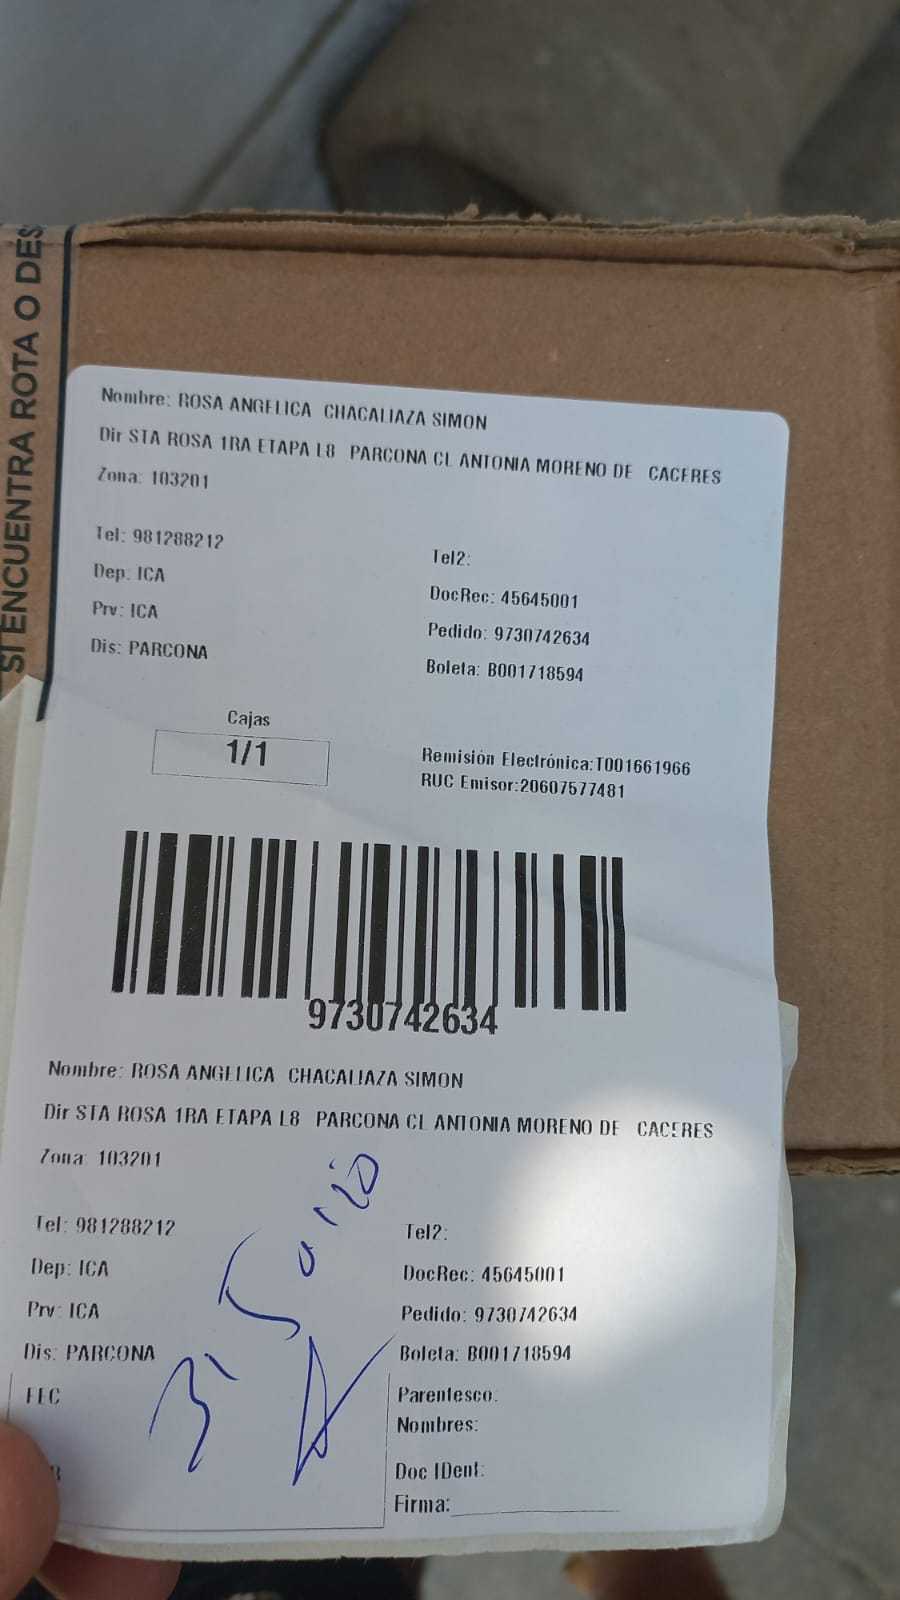 SI ENCUENTRA ROTA O DES
Nombre: ROSA ANGELICA CHACALIAZA SIMON
Dir STA ROSA 1RA ETAPA L8 PARCONA CL ANTONIA MORENO DE CACERES
Zona: 103201
Tel: 981288212
Tel2:
Dep: ICA
DocRec: 45645001
Prv: ICA
Pedido: 9730742634
Dis: PARCONA
Boleta: B001718594
Cajas
1/1
Remisión Electrónica:T001661966
RUC Emisor:20607577481
9730742634
Nombre: ROSA ANGELICA CHACALIAZA SIMON
Dir STA ROSA 1RA ETAPA L8 PARCONA CL ANTONIA MORENO DE CACERES
Zona: 103201
Tel: 981288212
Tel2:
Dep: ICA
DocRec: 45645001
Prv: ICA
Pedido: 9730742634
Dis: PARCONA
Boleta: B001718594
FEC
Parentesco:
Nombres:
Doc IDent:
Firma: